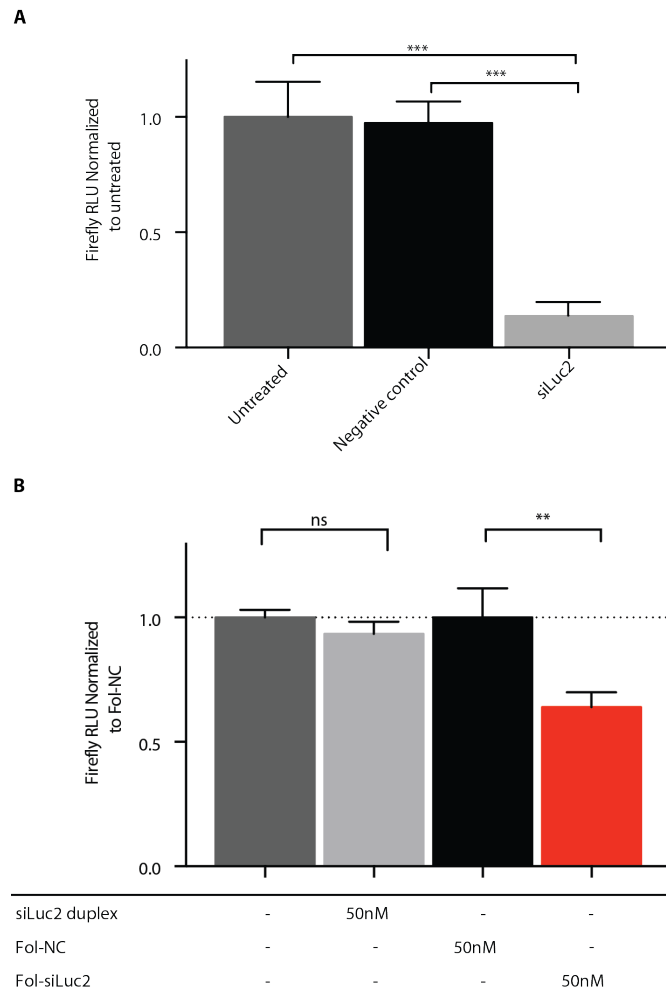 A
***
***
Firefly RLU Normalized
to untreated
1.0
0.5
0.0
Untreated
Negative control
siLuc2
B
ns
**
Firefly RLU Normalized
to Fol-NC
1.0
0.5
0.0
siLuc2 duplex - 50nM - -
Fol-NC - - 50nM -
Fol-siLuc2 - - - 50nM